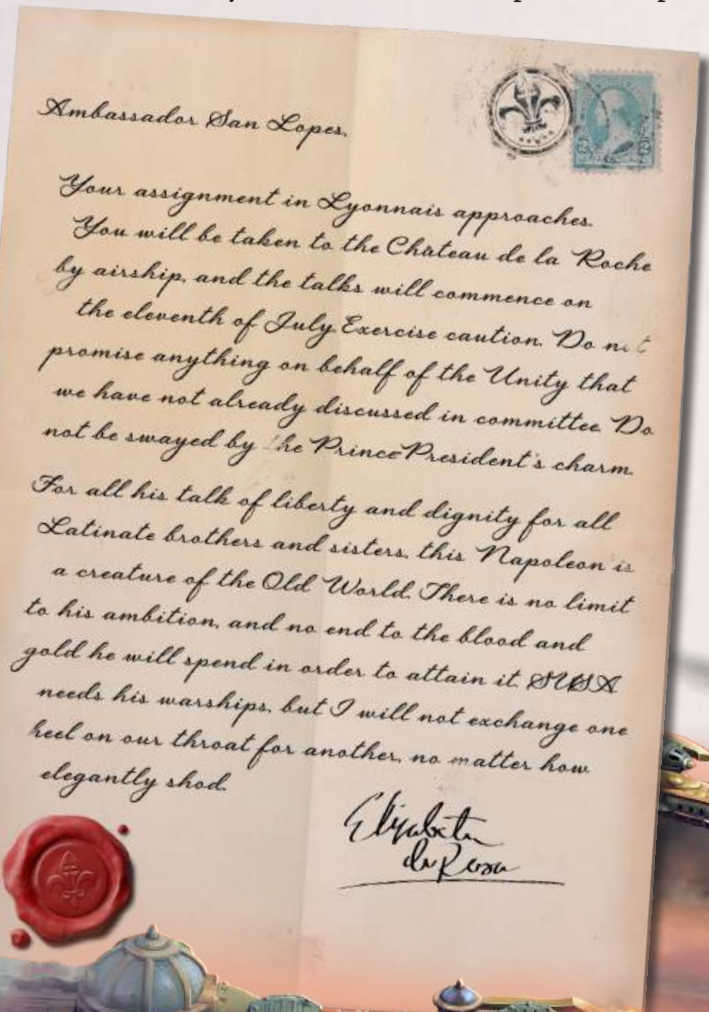 Ambassador San Lopes,
Your assignment in Lyonnais approaches.
You will be taken to the Château de la Roche
by airship, and the talks will commence on
the eleventh of July. Exercise caution. Do not
promise anything on behalf of the Unity that
we have not already discussed in committee. Do
not be swayed by the Prince President's charm.
For all his talk of liberty and dignity for all
Latinate brothers and sisters, this Napoleon is
a creature of the Old World. There is no limit
to his ambition, and no end to the blood and
gold he will spend in order to attain it. SUSA
needs his warships, but I will not exchange one
heel on our throat for another, no matter how
elegantly shod.